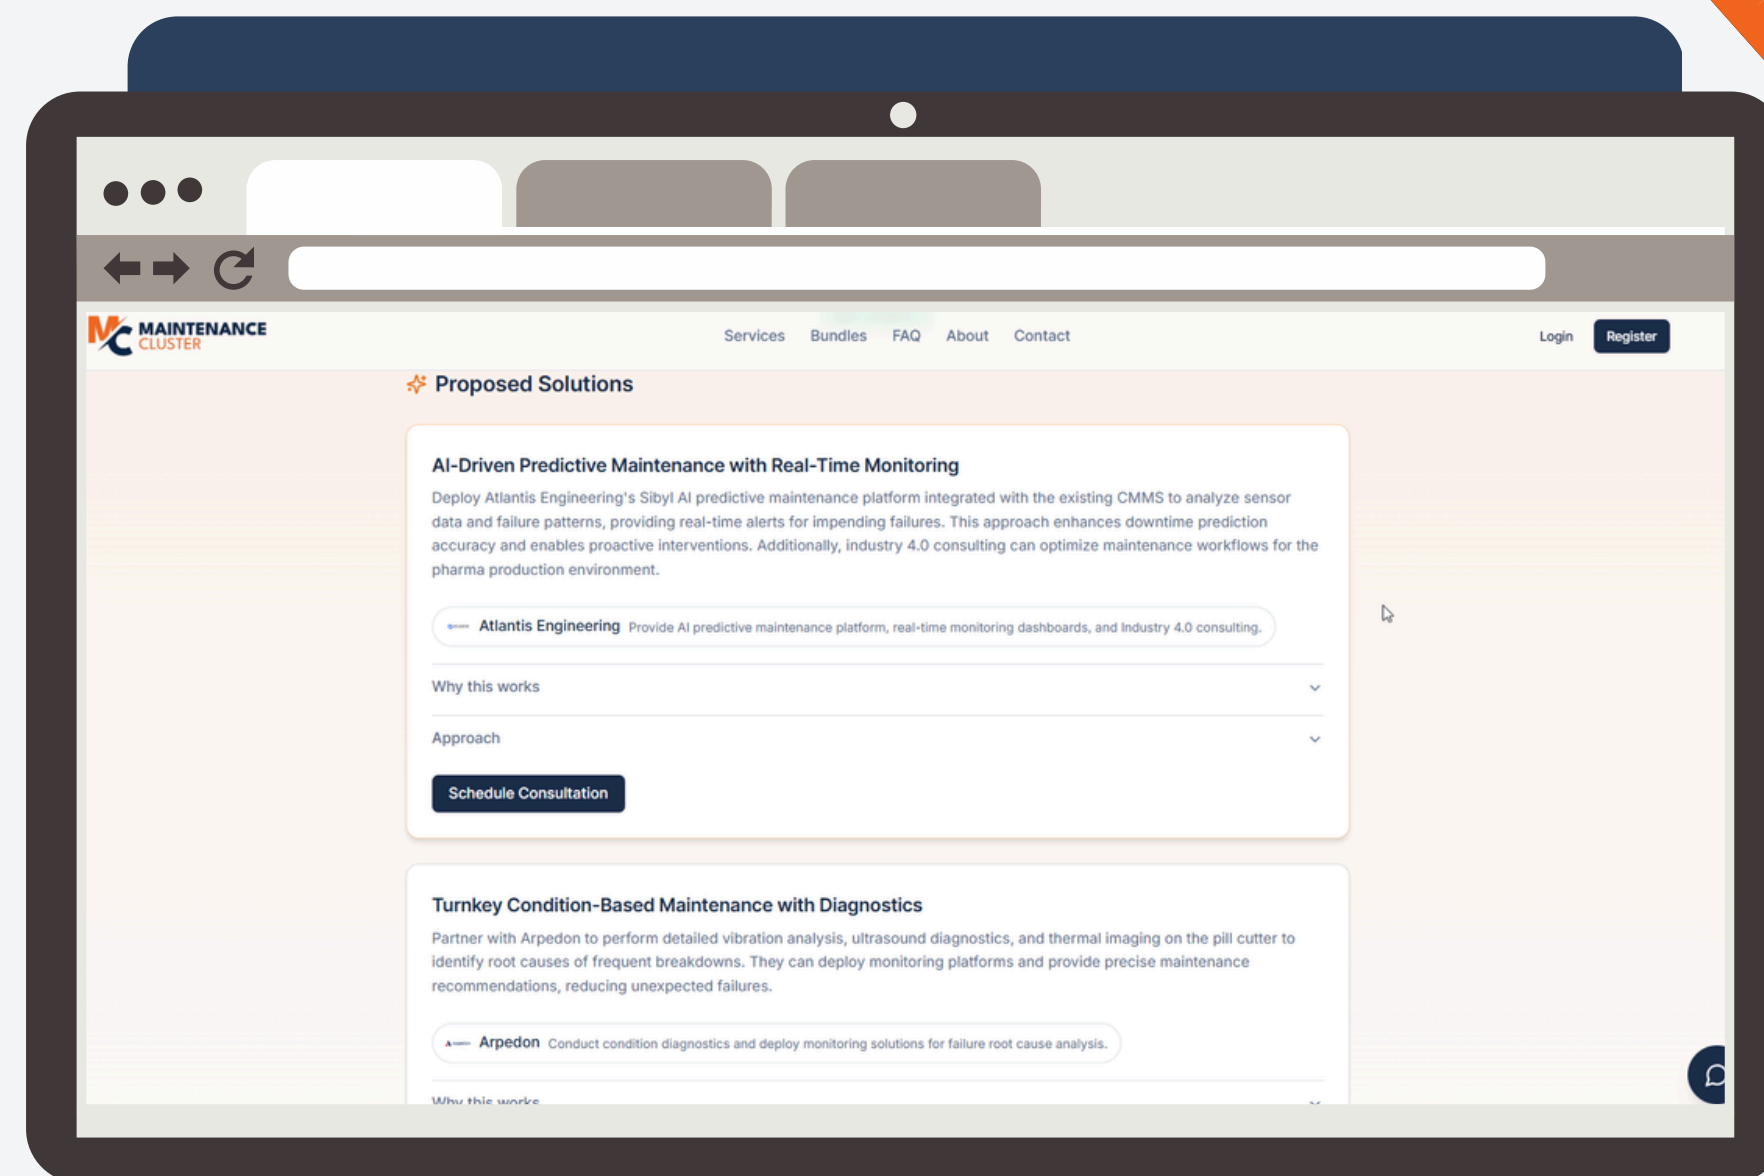 MAINTENANCE
CLUSTER
Services Bundles FAQ About Contact
Login Register
Proposed Solutions
AI-Driven Predictive Maintenance with Real-Time Monitoring
Deploy Atlantis Engineering's Sibyl AI predictive maintenance platform integrated with the existing CMMS to analyze sensor
data and failure patterns, providing real-time alerts for impending failures. This approach enhances downtime prediction
accuracy and enables proactive interventions. Additionally, industry 4.0 consulting can optimize maintenance workflows for the
pharma production environment.
Atlantis Engineering Provide AI predictive maintenance platform, real-time monitoring dashboards, and Industry 4.0 consulting.
Why this works
Approach
Schedule Consultation
Turnkey Condition-Based Maintenance with Diagnostics
Partner with Arpedon to perform detailed vibration analysis, ultrasound diagnostics, and thermal imaging on the pill cutter to
identify root causes of frequent breakdowns. They can deploy monitoring platforms and provide precise maintenance
recommendations, reducing unexpected failures.
Arpedon Conduct condition diagnostics and deploy monitoring solutions for failure root cause analysis.
Why this works